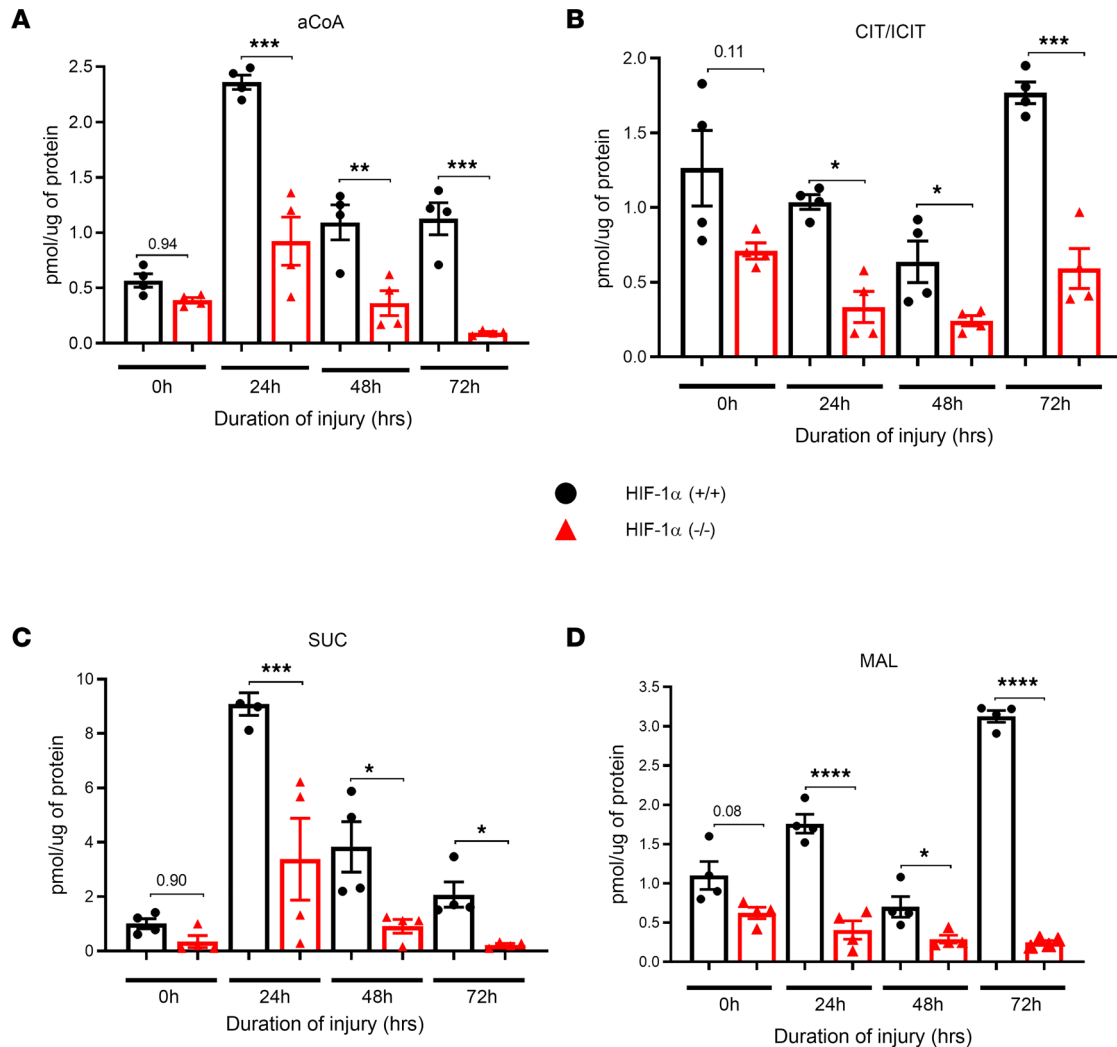 A
aCoA
pmol/ug of protein
2.5
2.0
1.5
1.0
0.5
0.0
0.94
***
**
***
0h
24h
48h
72h
Duration of injury (hrs)
B
CIT/ICIT
pmol/ug of protein
2.0
1.5
1.0
0.5
0.0
0.11
*
*
***
0h
24h
48h
72h
Duration of injury (hrs)
HIF-1α (+/+)
HIF-1α (-/-)
C
SUC
pmol/ug of protein
10
8
6
4
2
0
0.90
***
*
*
0h
24h
48h
72h
Duration of injury (hrs)
D
MAL
pmol/ug of protein
3.5
3.0
2.5
2.0
1.5
1.0
0.5
0.0
0.08
****
*
****
0h
24h
48h
72h
Duration of injury (hrs)